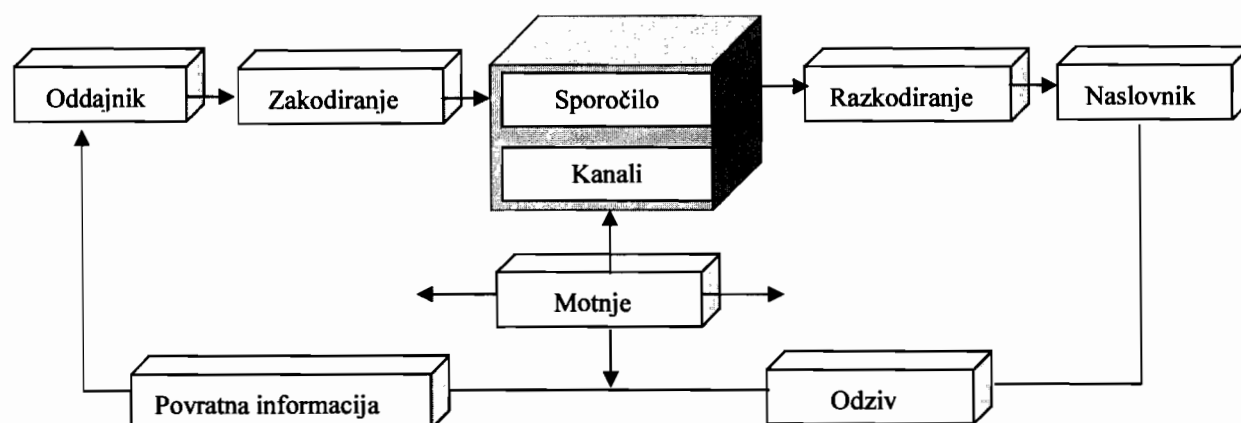 Oddajnik
Zakodiranje
Sporočilo
Razkodiranje
Naslovnik
Kanali
Motnje
Povratna informacija
Odziv